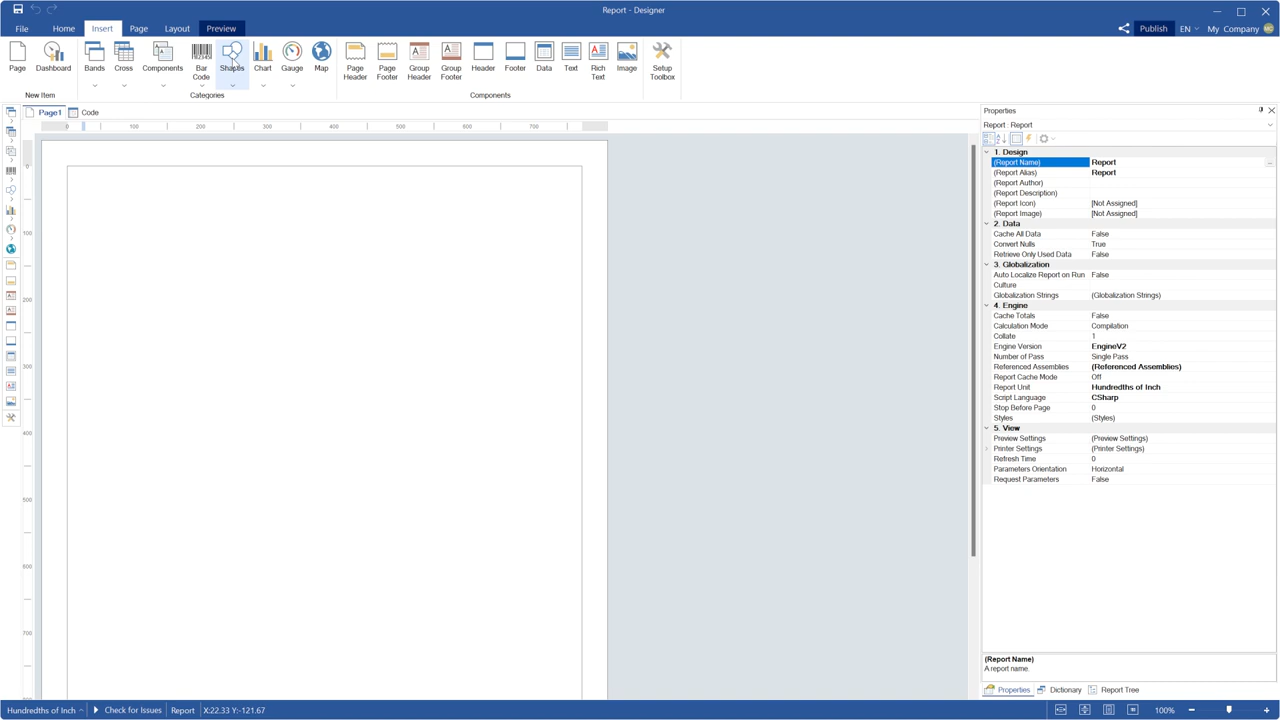 Report - Designer
File Home Insert Page Layout Preview
Publish EN My Company
Page Dashboard Bands Cross Components Bar Code Shapes Chart Gauge Map Page Header Page Footer Group Header Group Footer Header Footer Data Text Rich Text Image Setup Toolbox
New Item Categories Components
Page1 Code
0 100 200 300 400 500 600 700
0
100
200
300
400
500
600
700
Properties
Report : Report
1. Design
(Report Name) Report
(Report Alias) Report
(Report Author)
(Report Description)
(Report Icon) [Not Assigned]
(Report Image) [Not Assigned]
2. Data
Cache All Data False
Convert Nulls True
Retrieve Only Used Data False
3. Globalization
Auto Localize Report on Run False
Culture
Globalization Strings (Globalization Strings)
4. Engine
Cache Totals False
Calculation Mode Compilation
Collate 1
Engine Version EngineV2
Number of Pass Single Pass
Referenced Assemblies (Referenced Assemblies)
Report Cache Mode Off
Report Unit Hundredths of Inch
Script Language CSharp
Stop Before Page 0
Styles (Styles)
5. View
Preview Settings (Preview Settings)
Printer Settings (Printer Settings)
Refresh Time 0
Parameters Orientation Horizontal
Request Parameters False
(Report Name)
A report name.
Properties Dictionary Report Tree
Hundredths of Inch Check for Issues Report X:22.33 Y:-121.67 100%